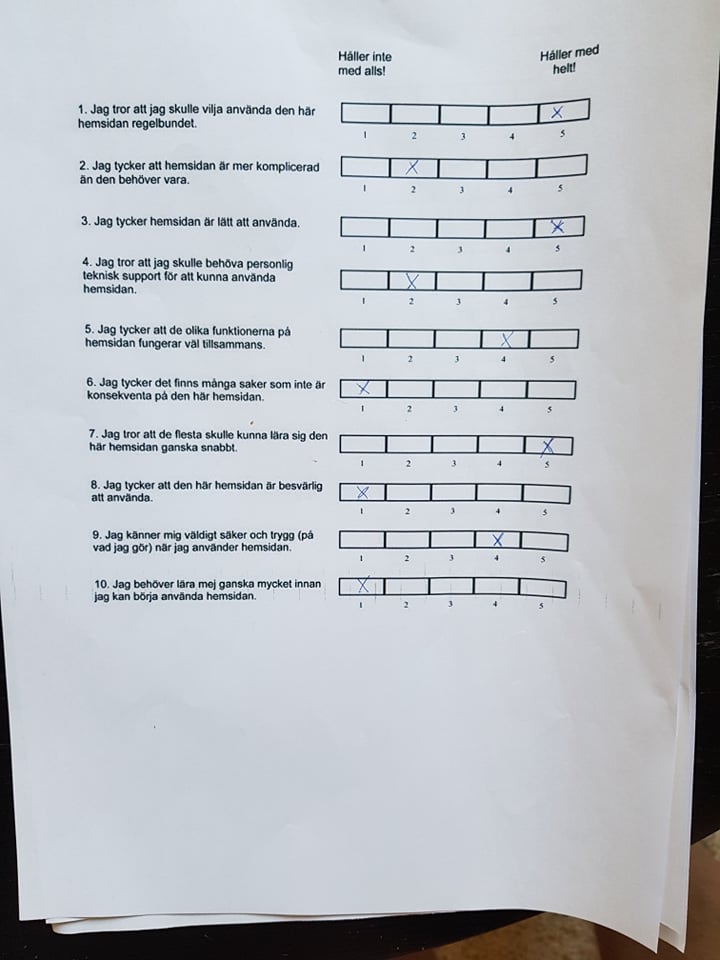 Håller inte
med alls!
Håller med
helt!
1. Jag tror att jag skulle vilja använda den här
hemsidan regelbundet.
X
1 2 3 4 5
2. Jag tycker att hemsidan är mer komplicerad
än den behöver vara.
X
1 2 3 4 5
3. Jag tycker hemsidan är lätt att använda.
X
1 2 3 4 5
4. Jag tror att jag skulle behöva personlig
teknisk support för att kunna använda
hemsidan.
X
1 2 3 4 5
5. Jag tycker att de olika funktionerna på
hemsidan fungerar väl tillsammans.
X
1 2 3 4 5
6. Jag tycker det finns många saker som inte är
konsekventa på den här hemsidan.
X
1 2 3 4 5
7. Jag tror att de flesta skulle kunna lära sig den
här hemsidan ganska snabbt.
X
1 2 3 4 5
8. Jag tycker att den här hemsidan är besvärlig
att använda.
X
1 2 3 4 5
9. Jag känner mig väldigt säker och trygg (på
vad jag gör) när jag använder hemsidan.
X
1 2 3 4 5
10. Jag behöver lära mej ganska mycket innan
jag kan börja använda hemsidan.
X
1 2 3 4 5